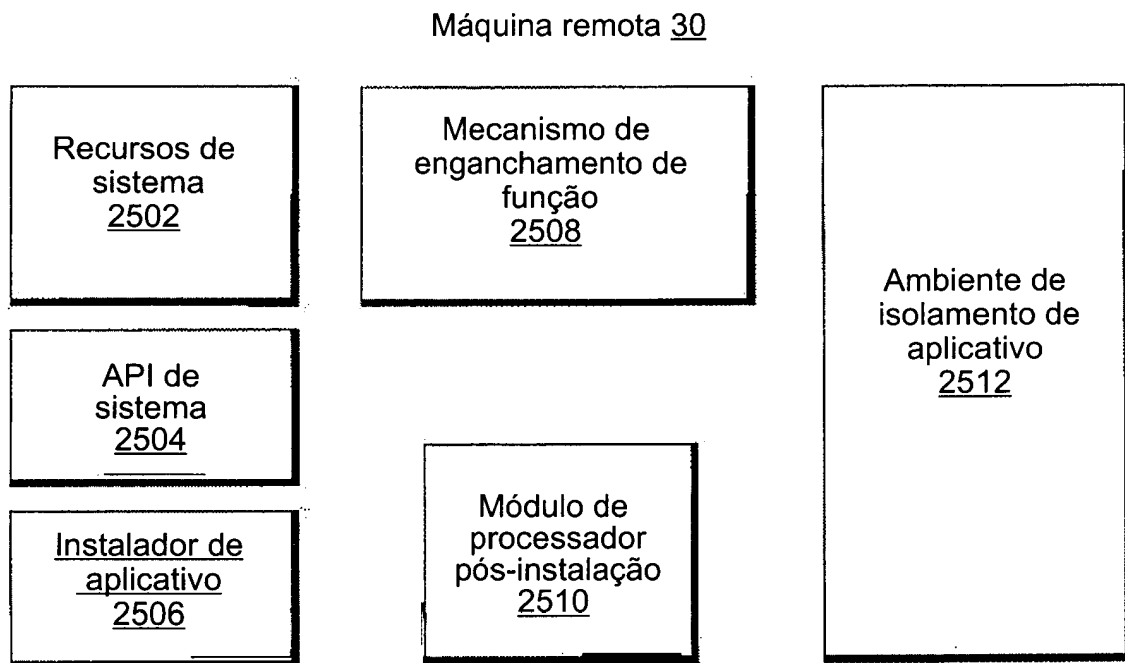 Máquina remota 30
Recursos de
sistema
2502
Mecanismo de
enganchamento de
função
2508
Ambiente de
isolamento de
aplicativo
2512
API de
sistema
2504
Módulo de
processador
pós-instalação
2510
Instalador de
aplicativo
2506